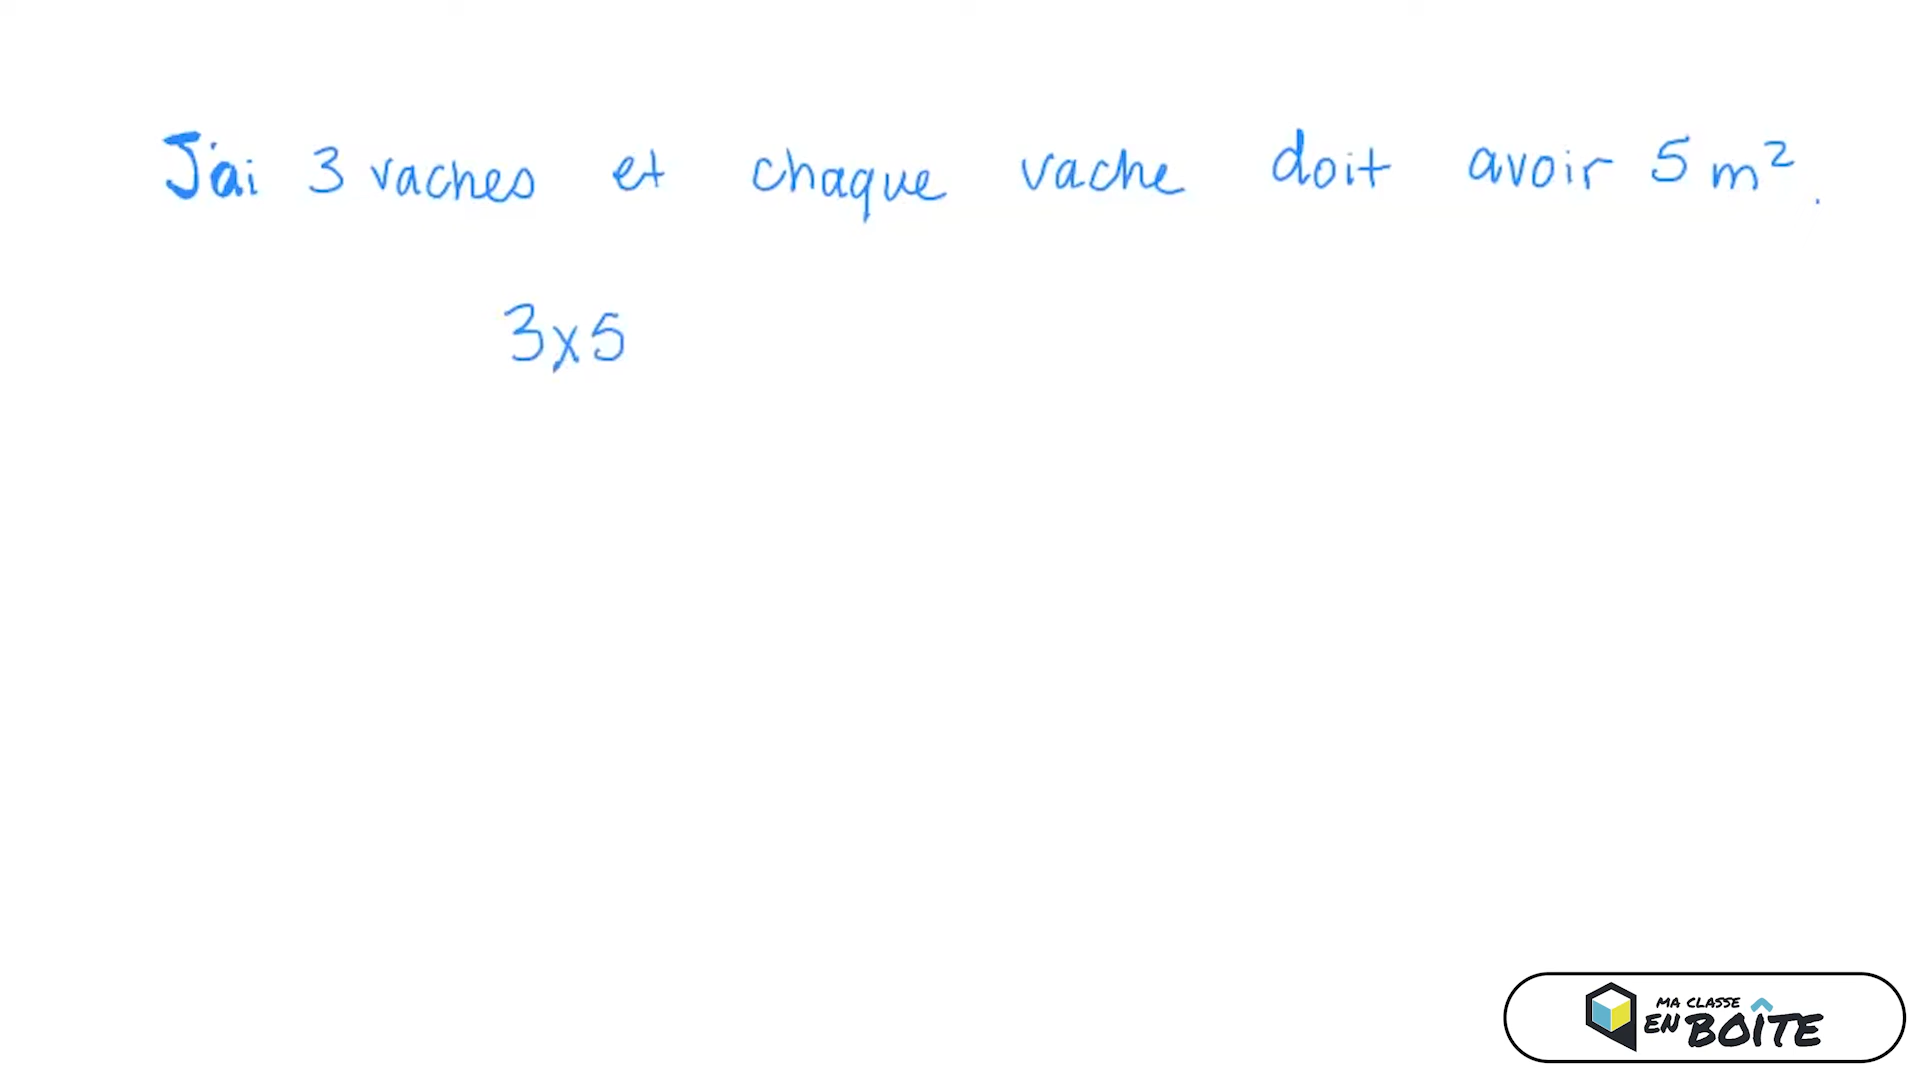 J'ai 3 vaches et chaque vache doit avoir 5 m².
3x5
MA CLASSE
EN BOÎTE